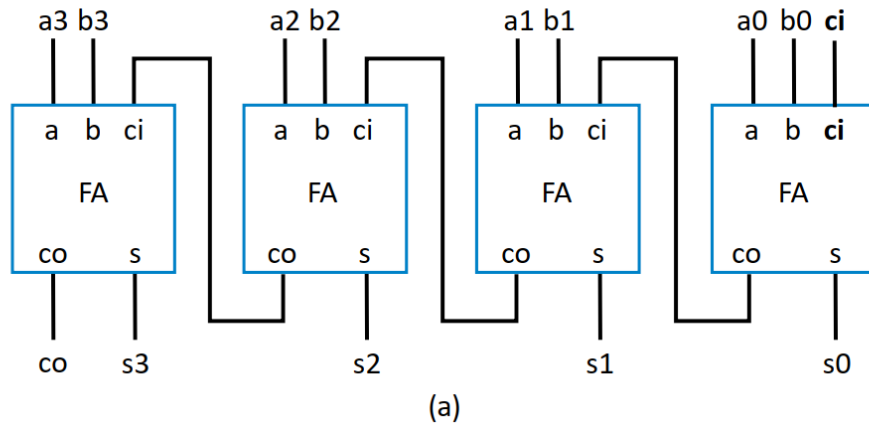 a3 b3 a2 b2 a1 b1 a0 b0 ci
a b ci a b ci a b ci a b ci
FA FA FA FA
co s co s co s co s
co s3 s2 s1 s0
(a)